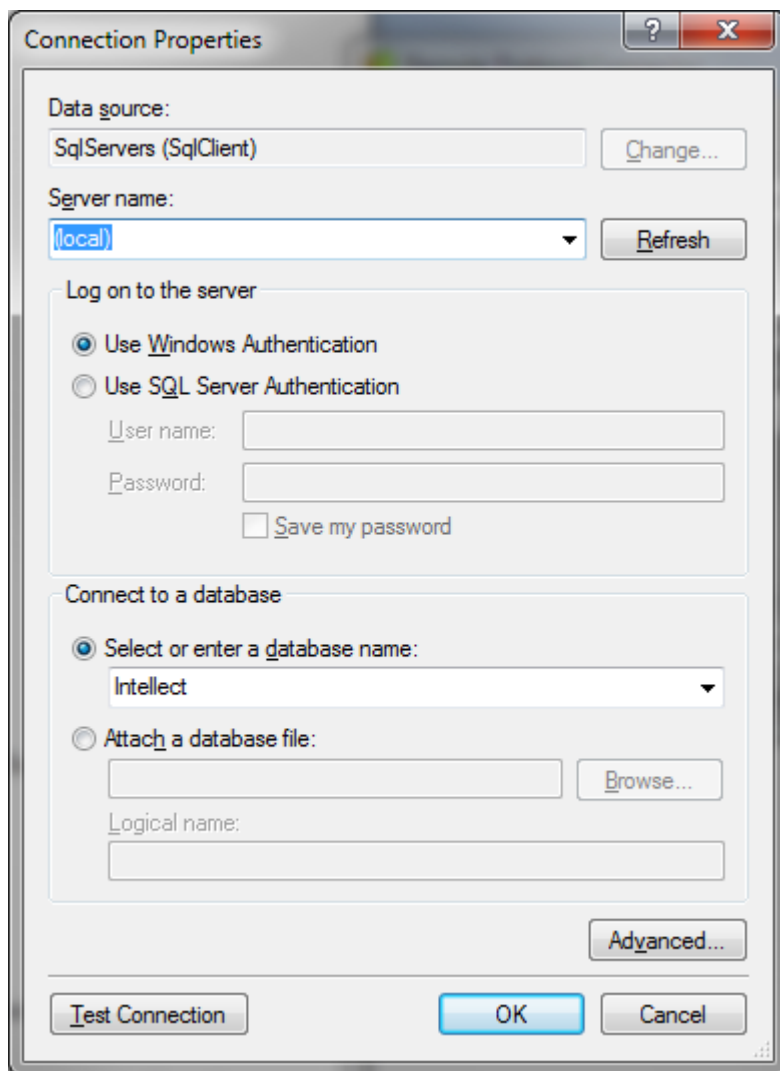 Connection Properties
?
Data source:
SqlServers (SqlClient)
Change...
Server name:
(local)
Refresh
Log on to the server
Use Windows Authentication
Use SQL Server Authentication
User name:
Password:
Save my password
Connect to a database
Select or enter a database name:
Intellect
Attach a database file:
Browse...
Logical name:
Advanced...
Test Connection
OK
Cancel